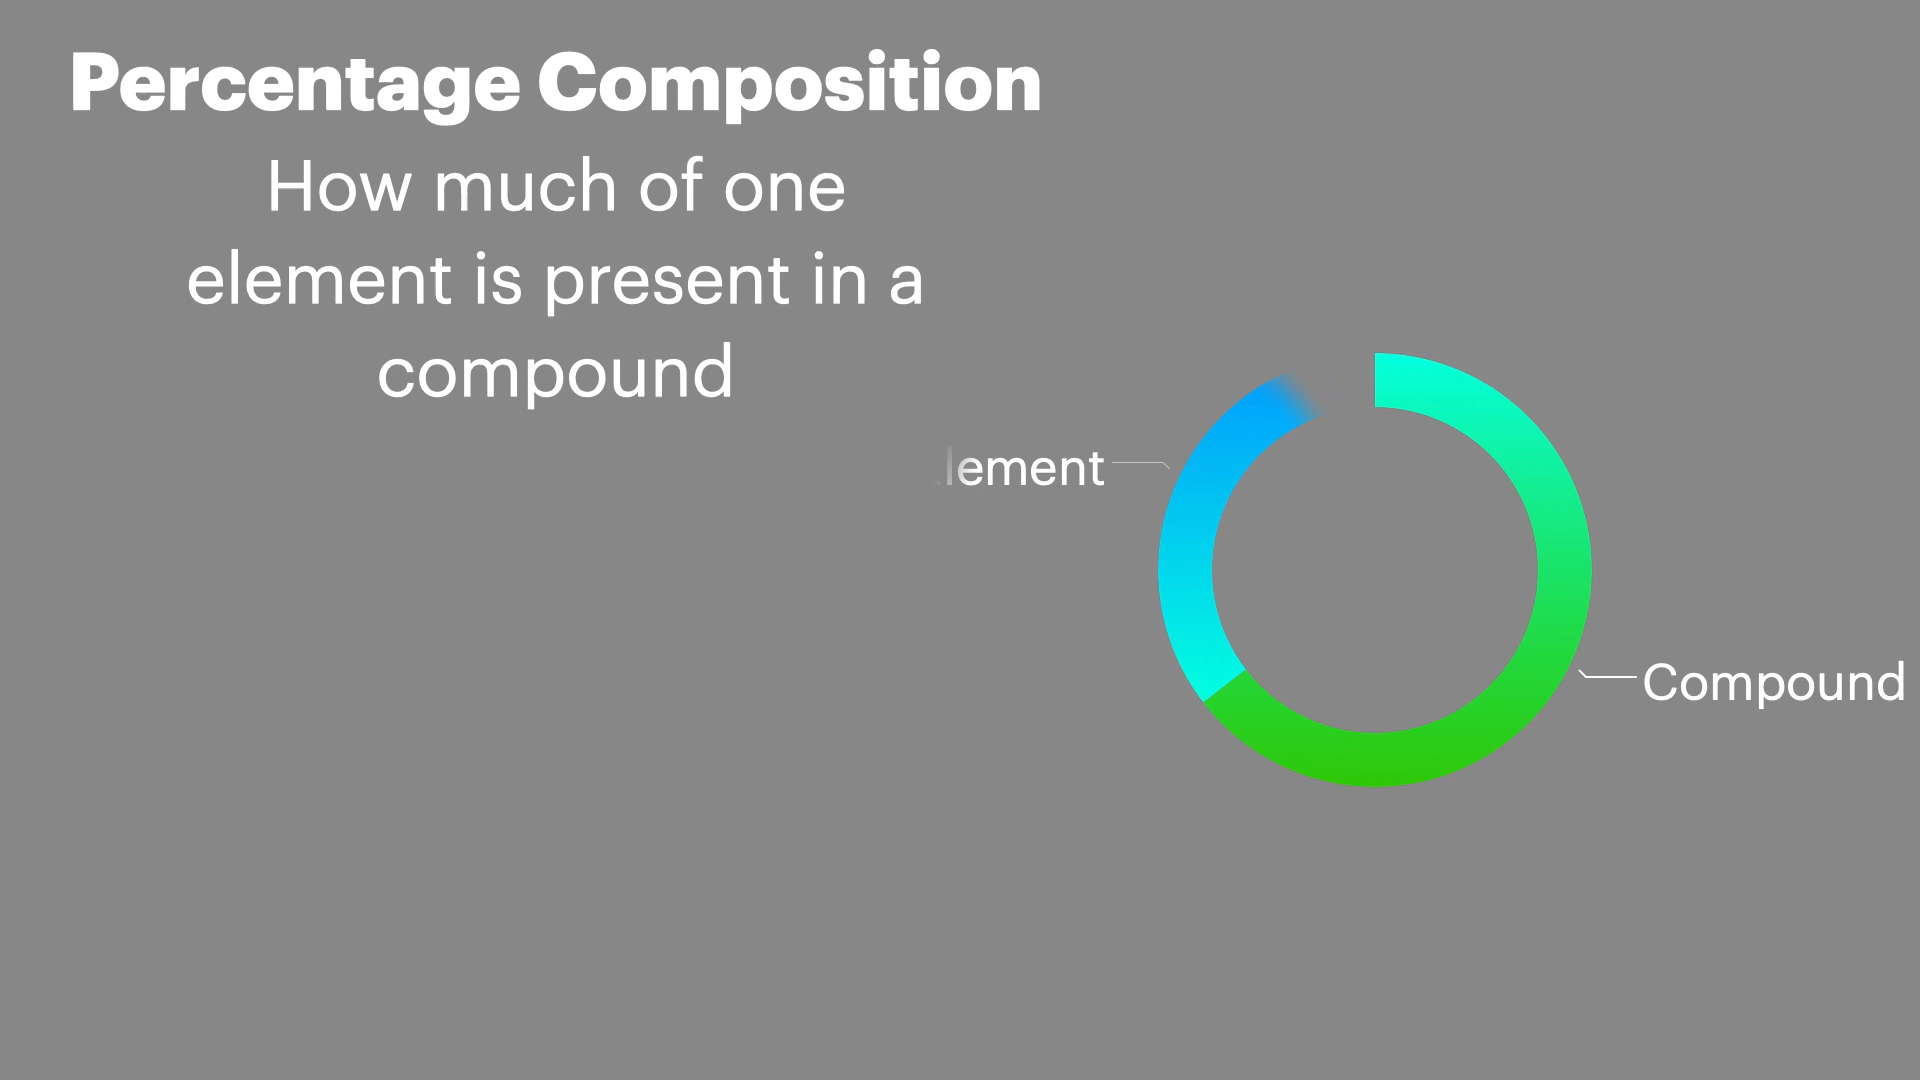 Percentage Composition
How much of one
element is present in a
compound
lement
Compound